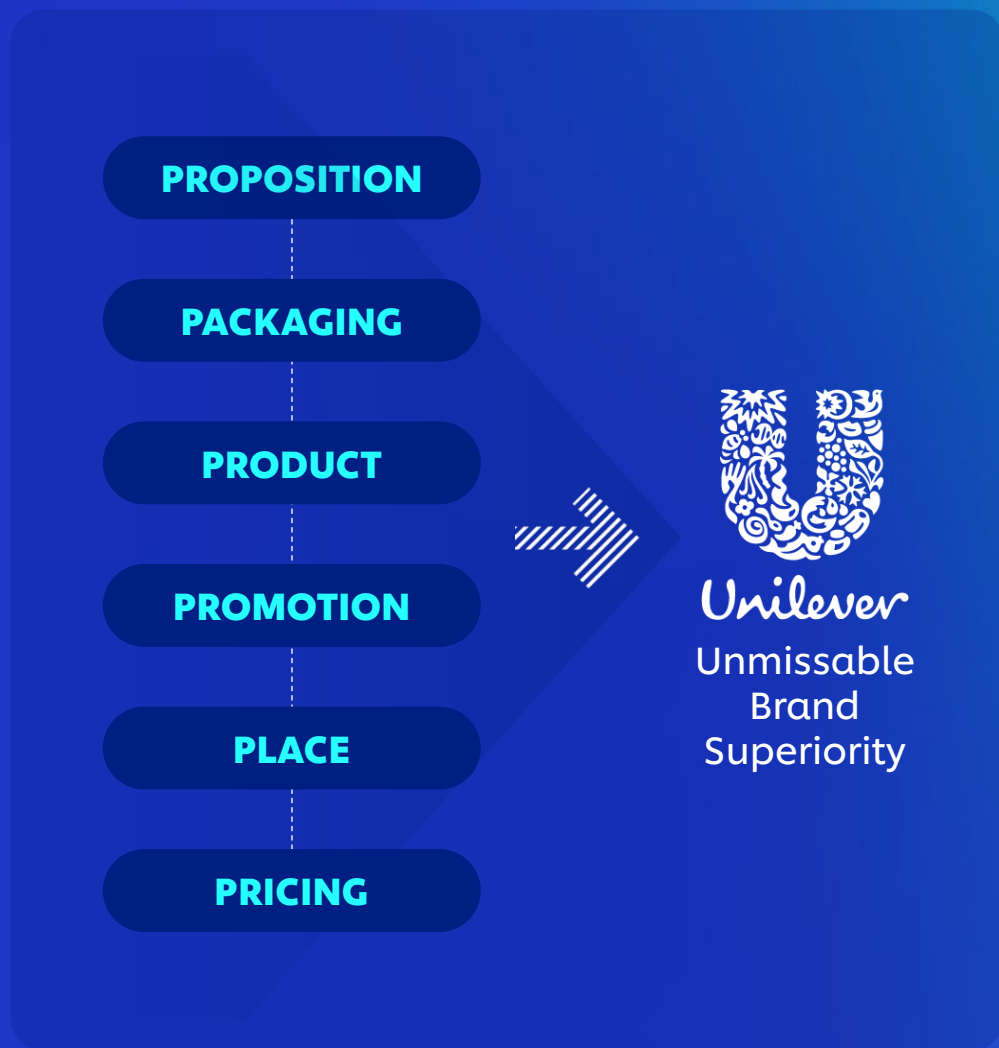 PROPOSITION
PACKAGING
PRODUCT
PROMOTION
PLACE
PRICING
Unilever
Unmissable
Brand
Superiority